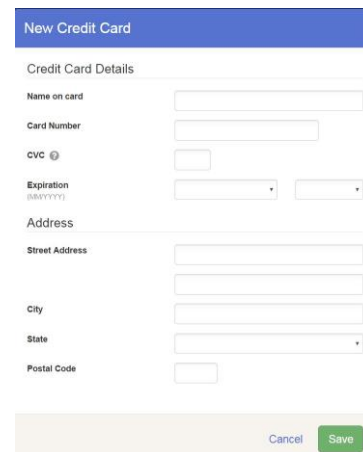 New Credit Card
Credit Card Details
Name on card
Card Number
CVC
Expiration
(MM/YYYY)
Address
Street Address
City
State
Postal Code
Cancel Save